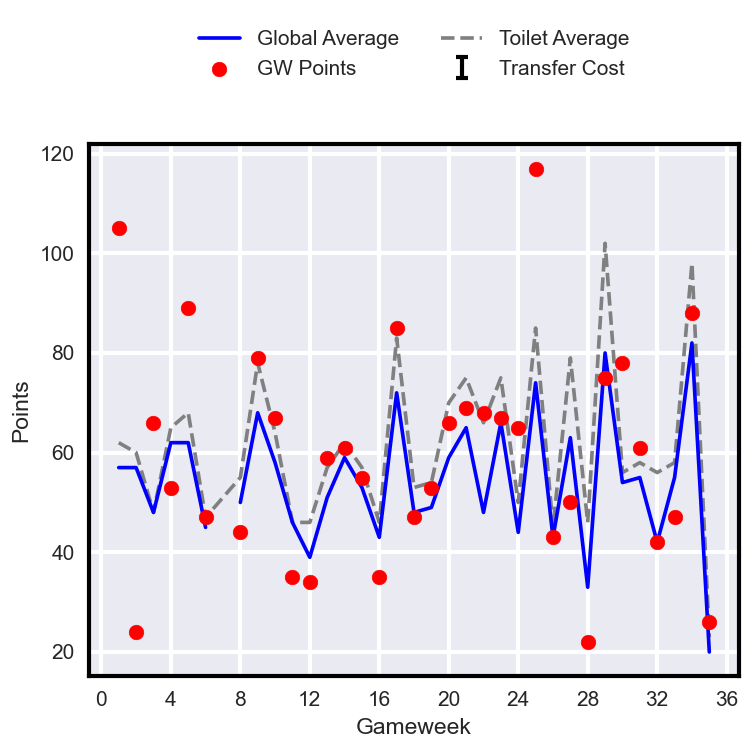 Global Average
GW Points
Toilet Average
Transfer Cost
120
100
80
60
40
20
Points
0 4 8 12 16 20 24 28 32 36
Gameweek